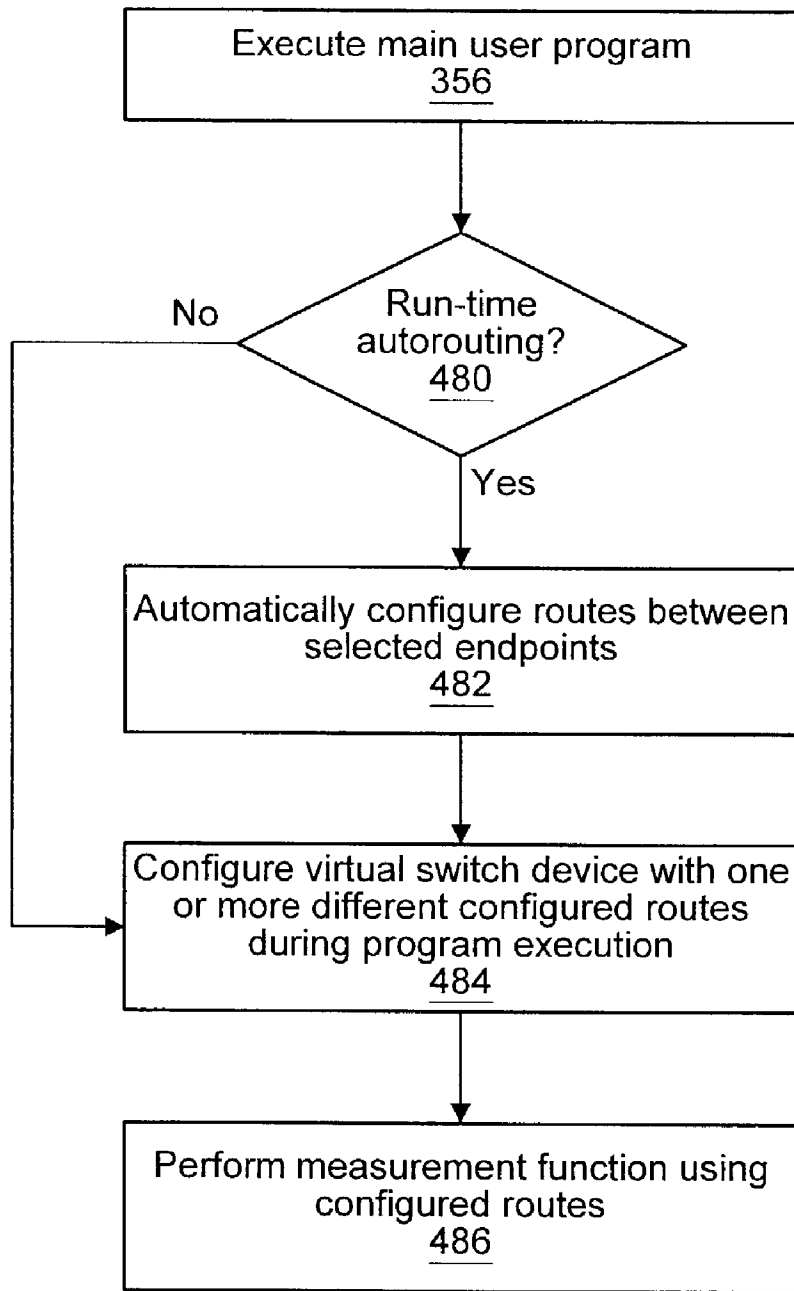 Execute main user program
356
Run-time
autorouting?
480
No
Yes
Automatically configure routes between
selected endpoints
482
Configure virtual switch device with one
or more different configured routes
during program execution
484
Perform measurement function using
configured routes
486